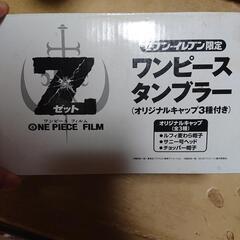 Z
ゼット
ワンピース フィルム
ONE PIECE FILM
セブン-イレブン限定
ワンピース
タンブラー
(オリジナルキャップ3種付き)
オリジナルキャップ
(全3種)
●ルフィ麦わら帽子
●サニー号ヘッド
●チョッパー帽子